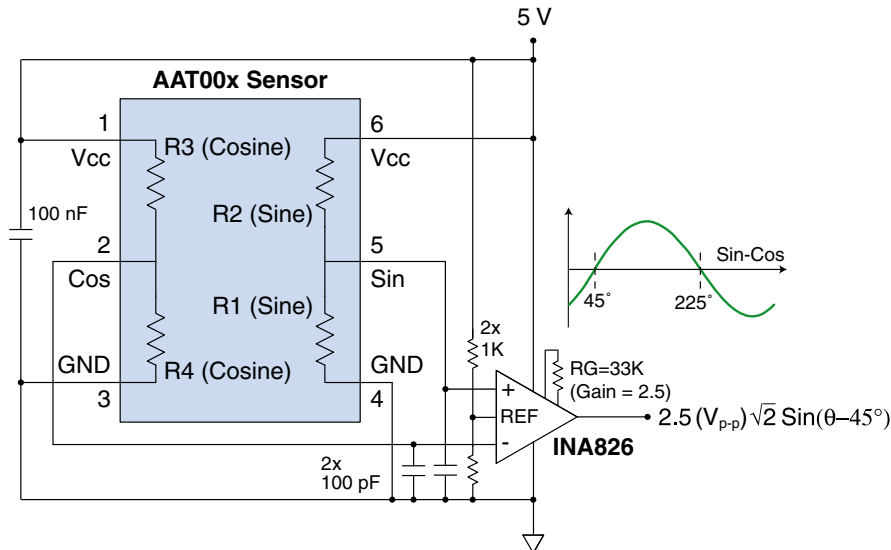 5 V
AAT00x Sensor
1
Vcc
R3 (Cosine)
6
Vcc
R2 (Sine)
100 nF
2
Cos
5
Sin
Sin-Cos
45°
225°
R1 (Sine)
2x
1K
GND
3
R4 (Cosine)
GND
4
RG=33K
(Gain = 2.5)
+
REF
-
INA826
2.5 (Vp-p) √2 Sin(θ–45°)
2x
100 pF